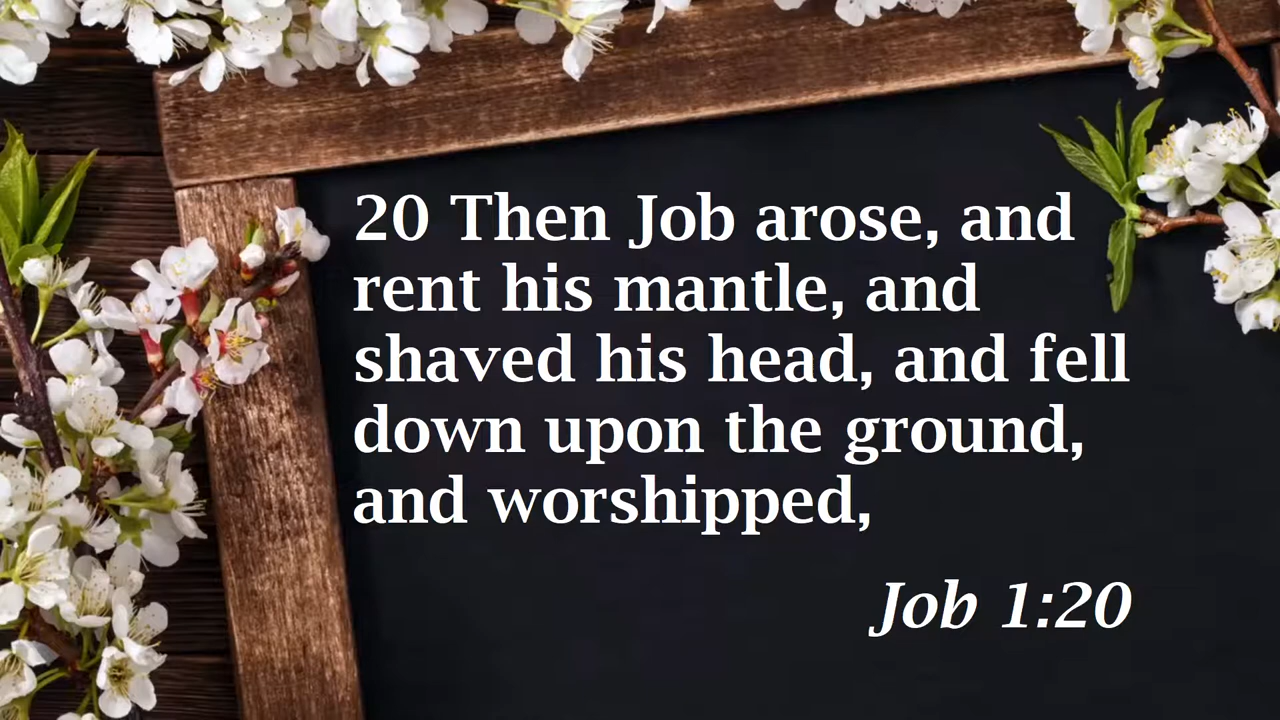 20 Then Job arose, and
rent his mantle, and
shaved his head, and fell
down upon the ground,
and worshipped,
Job 1:20